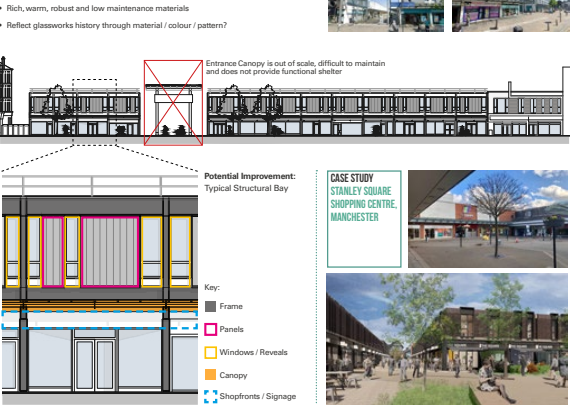 Rich, warm, robust and low maintenance materials
Reflect glassworks history through material / colour / pattern?
Entrance Canopy is out of scale, difficult to maintain
and does not provide functional shelter
Potential Improvement:
Typical Structural Bay
Key:
Frame
Panels
Windows / Reveals
Canopy
Shopfronts / Signage
CASE STUDY
STANLEY SQUARE
SHOPPING CENTRE,
MANCHESTER